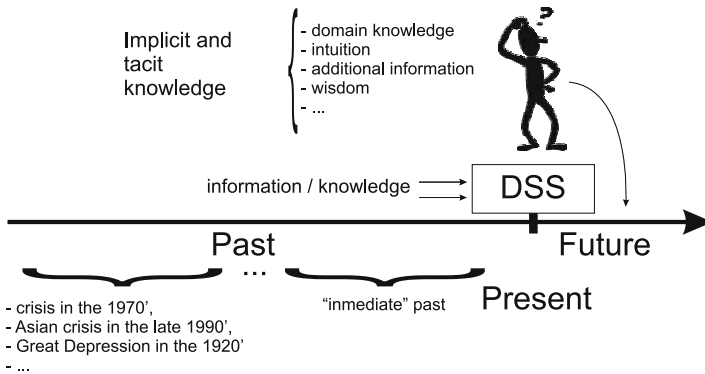 Implicit and
tacit
knowledge
- domain knowledge
- intuition
- additional information
- wisdom
- ...
?
information / knowledge
DSS
Past
Future
...
Present
"inmediate" past
- crisis in the 1970',
- Asian crisis in the late 1990',
- Great Depression in the 1920'
- ...